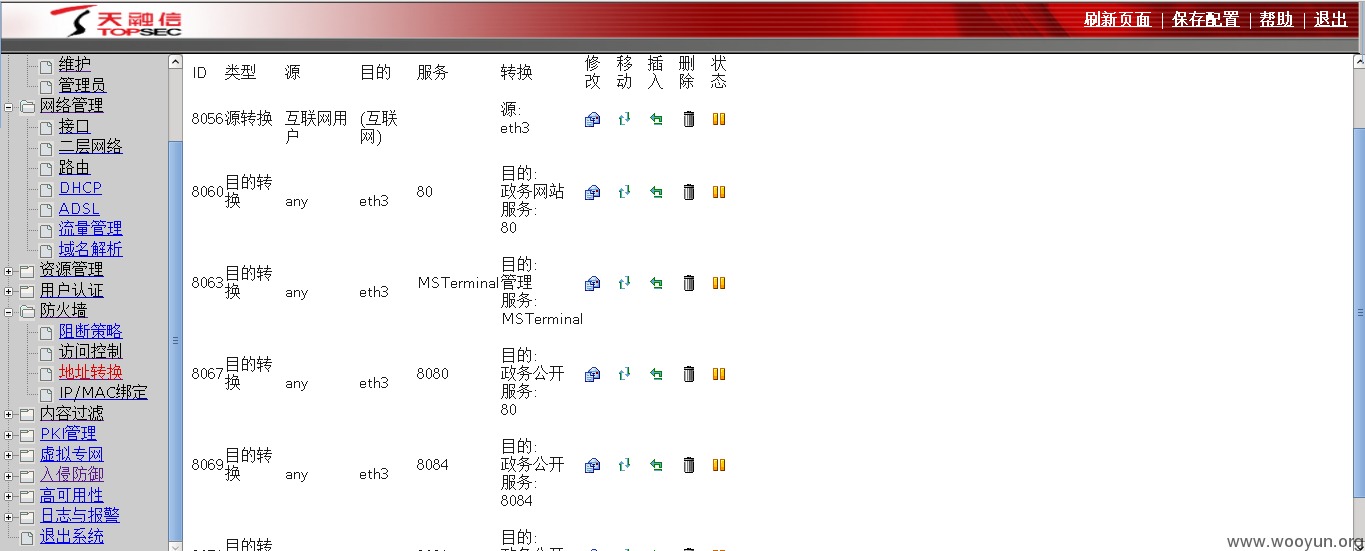 天融信
TOPSEC
刷新页面 | 保存配置 | 帮助 | 退出
维护
管理员
网络管理
接口
二层网络
路由
DHCP
ADSL
流量管理
域名解析
资源管理
用户认证
防火墙
阻断策略
访问控制
地址转换
IP/MAC绑定
内容过滤
PKI管理
虚拟专网
入侵防御
高可用性
日志与报警
退出系统
ID 类型 源 目的 服务 转换 修改 移动 插入 删除 状态
8056 源转换 互联网用户 (互联网) 源:
eth3
8060 目的转换 any eth3 80 目的:
政务网站
服务:
80
8063 目的转换 any eth3 MSTerminal 目的:
管理
服务:
MSTerminal
8067 目的转换 any eth3 8080 目的:
政务公开
服务:
80
8069 目的转换 any eth3 8084 目的:
政务公开
服务:
8084
目的转 目的:
www.wooyun.org